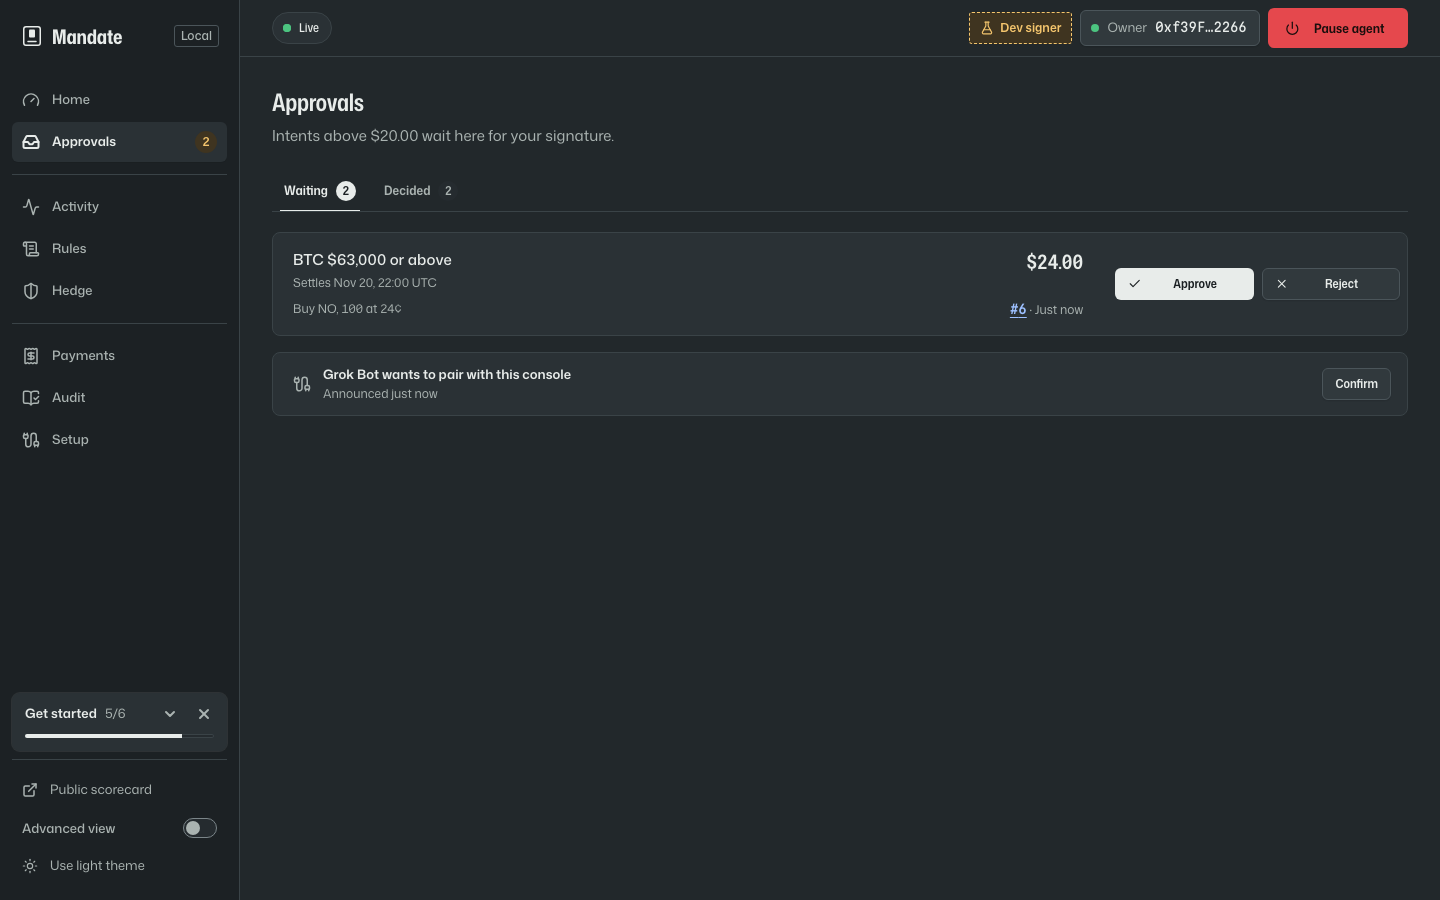 Mandate
Local
Home
Approvals 2
Activity
Rules
Hedge
Payments
Audit
Setup
Get started 5/6
Public scorecard
Advanced view
Use light theme
Live
Dev signer
Owner 0xf39F…2266
Pause agent
Approvals
Intents above $20.00 wait here for your signature.
Waiting 2
Decided 2
BTC $63,000 or above
Settles Nov 20, 22:00 UTC
Buy NO, 100 at 24¢
$24.00
#6 · Just now
Approve
Reject
Grok Bot wants to pair with this console
Announced just now
Confirm